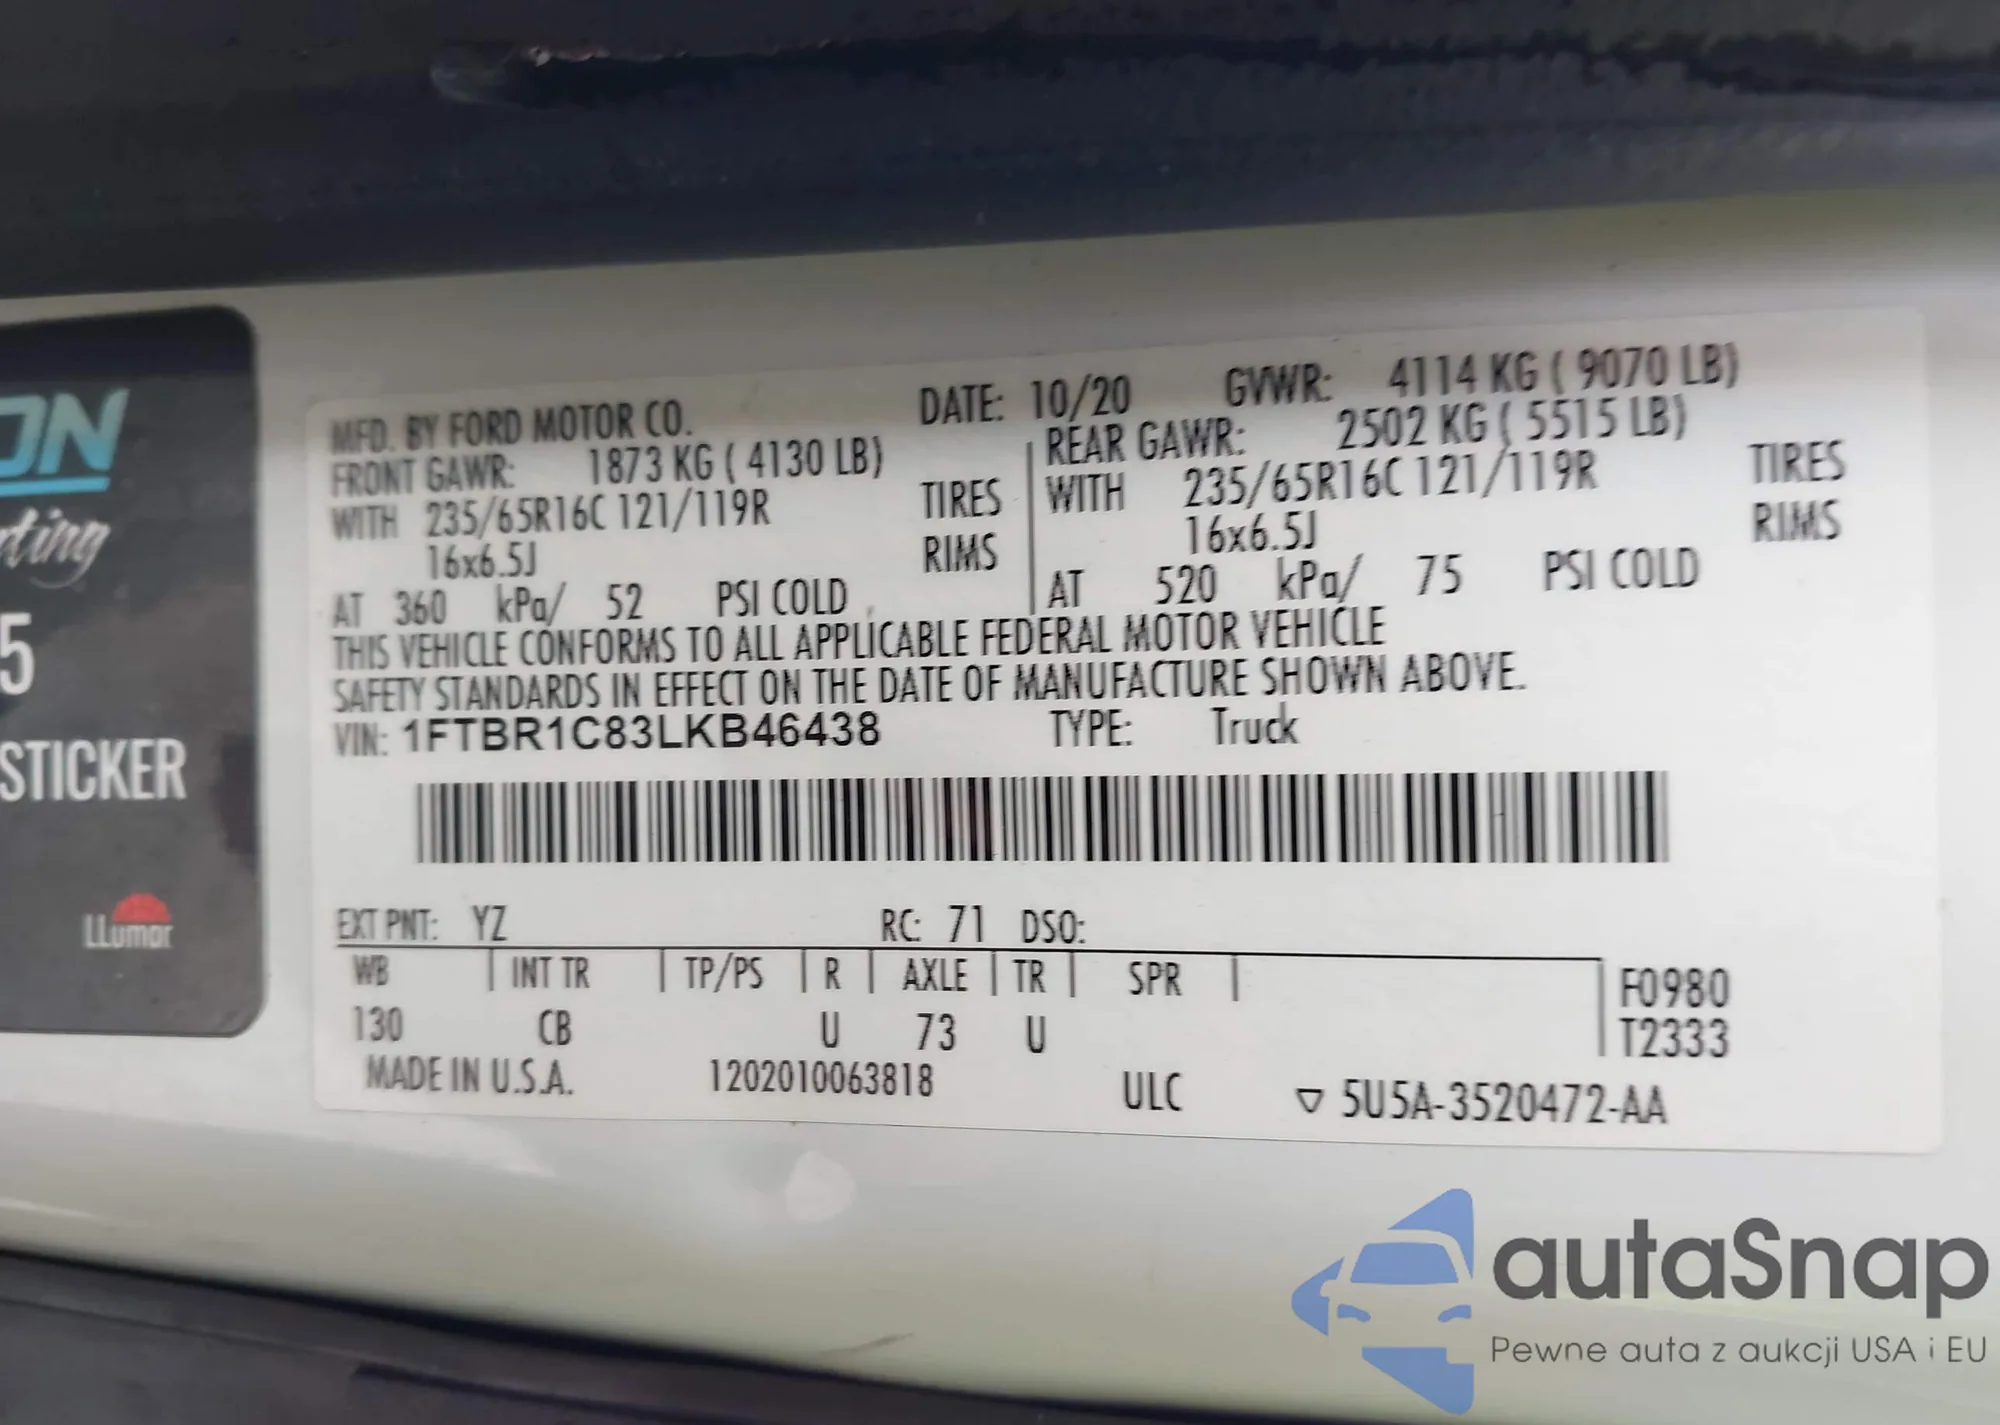 ON
rting
5
STICKER
LLumar
MFD. BY FORD MOTOR CO. DATE: 10/20 GVWR: 4114 KG ( 9070 LB)
FRONT GAWR: 1873 KG ( 4130 LB) REAR GAWR: 2502 KG ( 5515 LB)
WITH 235/65R16C 121/119R TIRES WITH 235/65R16C 121/119R TIRES
16x6.5J RIMS 16x6.5J RIMS
AT 360 kPa/ 52 PSI COLD AT 520 kPa/ 75 PSI COLD
THIS VEHICLE CONFORMS TO ALL APPLICABLE FEDERAL MOTOR VEHICLE
SAFETY STANDARDS IN EFFECT ON THE DATE OF MANUFACTURE SHOWN ABOVE.
VIN: 1FTBR1C83LKB46438 TYPE: Truck
EXT PNT: YZ RC: 71 DSO:
WB INT TR TP/PS R AXLE TR SPR F0980
130 CB U 73 U T2333
MADE IN U.S.A. 1202010063818 ULC ▽ 5U5A-3520472-AA
autaSnap
Pewne auta z aukcji USA i EU